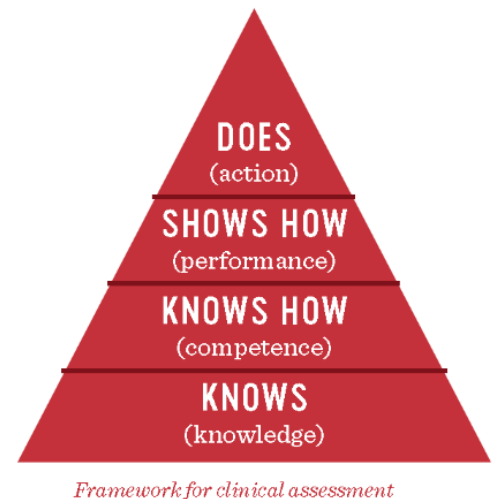 DOES
(action)
SHOWS HOW
(performance)
KNOWS HOW
(competence)
KNOWS
(knowledge)
Framework for clinical assessment